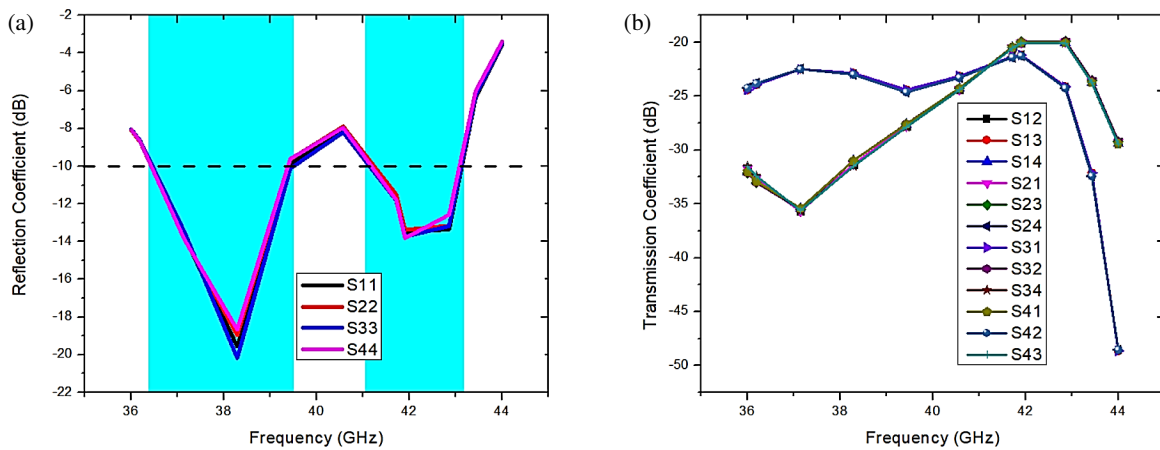 (a)
Reflection Coefficient (dB)
-2
-4
-6
-8
-10
-12
-14
-16
-18
-20
-22
S11
S22
S33
S44
36
38
40
42
44
Frequency (GHz)
(b)
Transmission Coefficient (dB)
-20
-25
-30
-35
-40
-45
-50
S12
S13
S14
S21
S23
S24
S31
S32
S34
S41
S42
S43
36
38
40
42
44
Frequency (GHz)